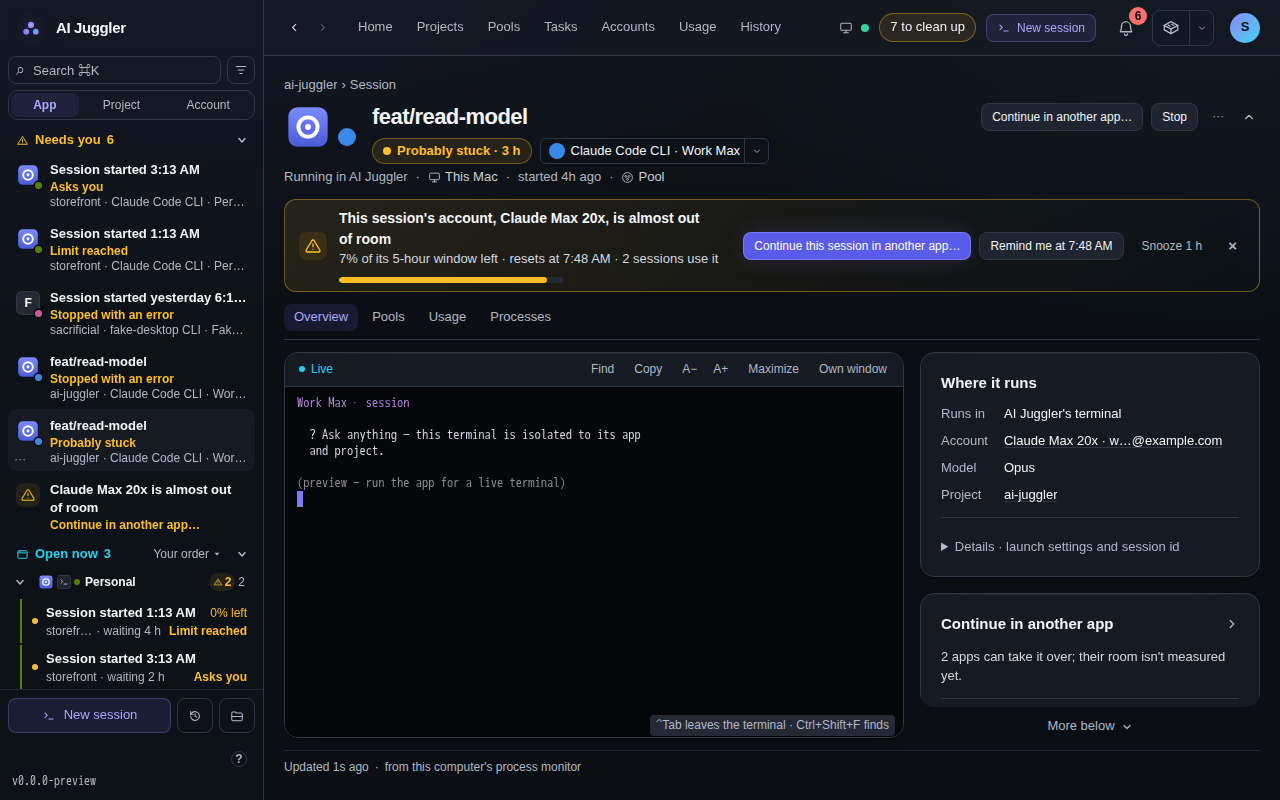 AI Juggler
Search ⌘K
App Project Account
Needs you 6
Session started 3:13 AM
Asks you
storefront · Claude Code CLI · Per…
Session started 1:13 AM
Limit reached
storefront · Claude Code CLI · Per…
F
Session started yesterday 6:1…
Stopped with an error
sacrificial · fake-desktop CLI · Fak…
feat/read-model
Stopped with an error
ai-juggler · Claude Code CLI · Wor…
feat/read-model
Probably stuck
ai-juggler · Claude Code CLI · Wor…
Claude Max 20x is almost out
of room
Continue in another app…
Open now 3 Your order
Personal 2 2
Session started 1:13 AM 0% left
storefr… · waiting 4 h Limit reached
Session started 3:13 AM
storefront · waiting 2 h Asks you
New session
?
v0.0.0-preview
Home Projects Pools Tasks Accounts Usage History
7 to clean up
New session
6
S
ai-juggler › Session
feat/read-model
Continue in another app… Stop ···
Probably stuck · 3 h
Claude Code CLI · Work Max
Running in AI Juggler · This Mac · started 4h ago · Pool
This session's account, Claude Max 20x, is almost out
of room
7% of its 5-hour window left · resets at 7:48 AM · 2 sessions use it
Continue this session in another app… Remind me at 7:48 AM Snooze 1 h ×
Overview Pools Usage Processes
Live Find Copy A− A+ Maximize Own window
Work Max · session
? Ask anything — this terminal is isolated to its app
and project.
(preview — run the app for a live terminal)
^Tab leaves the terminal · Ctrl+Shift+F finds
Where it runs
Runs in AI Juggler's terminal
Account Claude Max 20x · w…@example.com
Model Opus
Project ai-juggler
Details · launch settings and session id
Continue in another app
2 apps can take it over; their room isn't measured
yet.
More below
Updated 1s ago · from this computer's process monitor